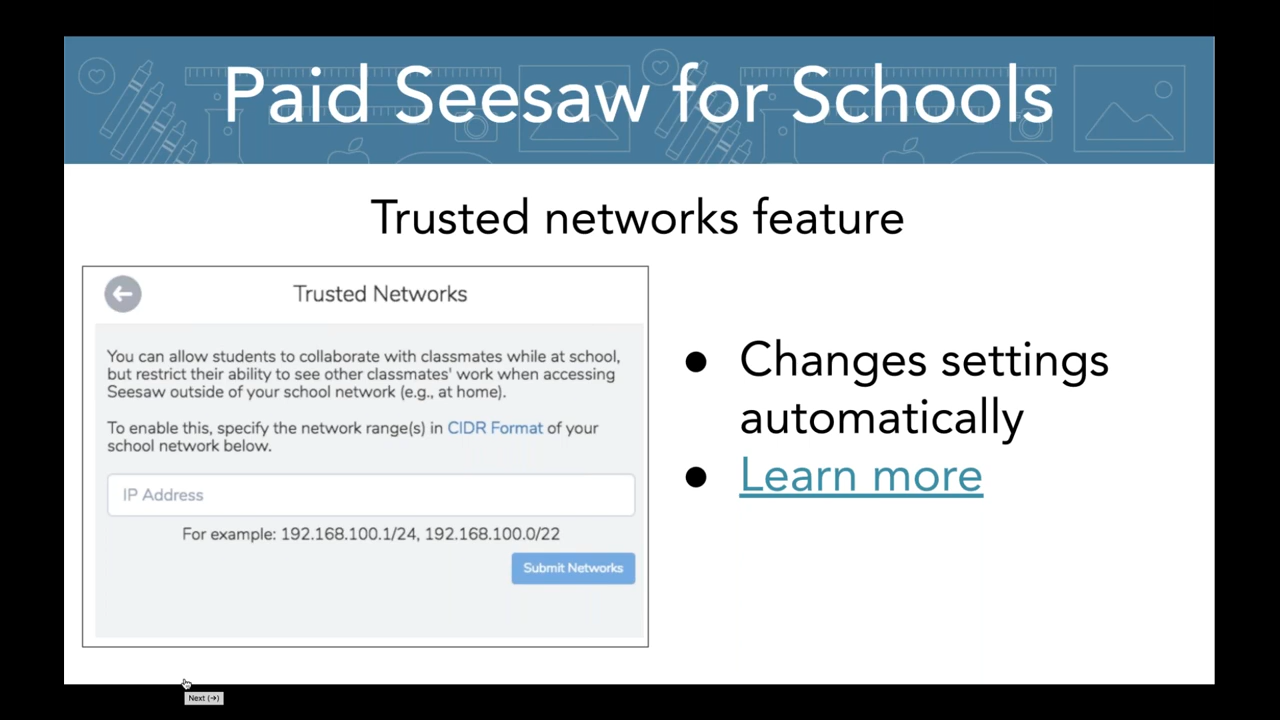 Paid Seesaw for Schools
Trusted networks feature
Trusted Networks
You can allow students to collaborate with classmates while at school,
but restrict their ability to see other classmates' work when accessing
Seesaw outside of your school network (e.g., at home).
To enable this, specify the network range(s) in CIDR Format of your
school network below.
IP Address
For example: 192.168.100.1/24, 192.168.100.0/22
Submit Networks
● Changes settings
automatically
● Learn more
Next (→)